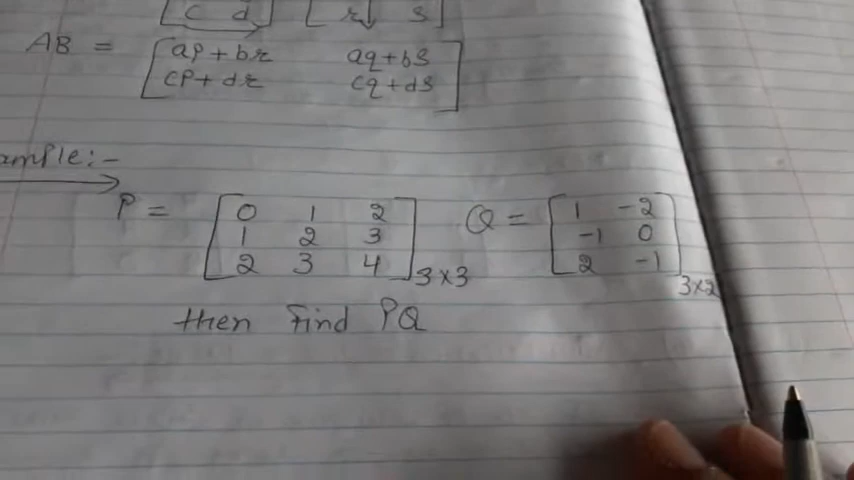 [c d] [r s]
AB = [ap + br aq + bs
cp + dr cq + ds]
ample:-
P = [0 1 2 Q = [1 -2
1 2 3 -1 0
2 3 4]3×3 2 -1]3×2
then find PQ